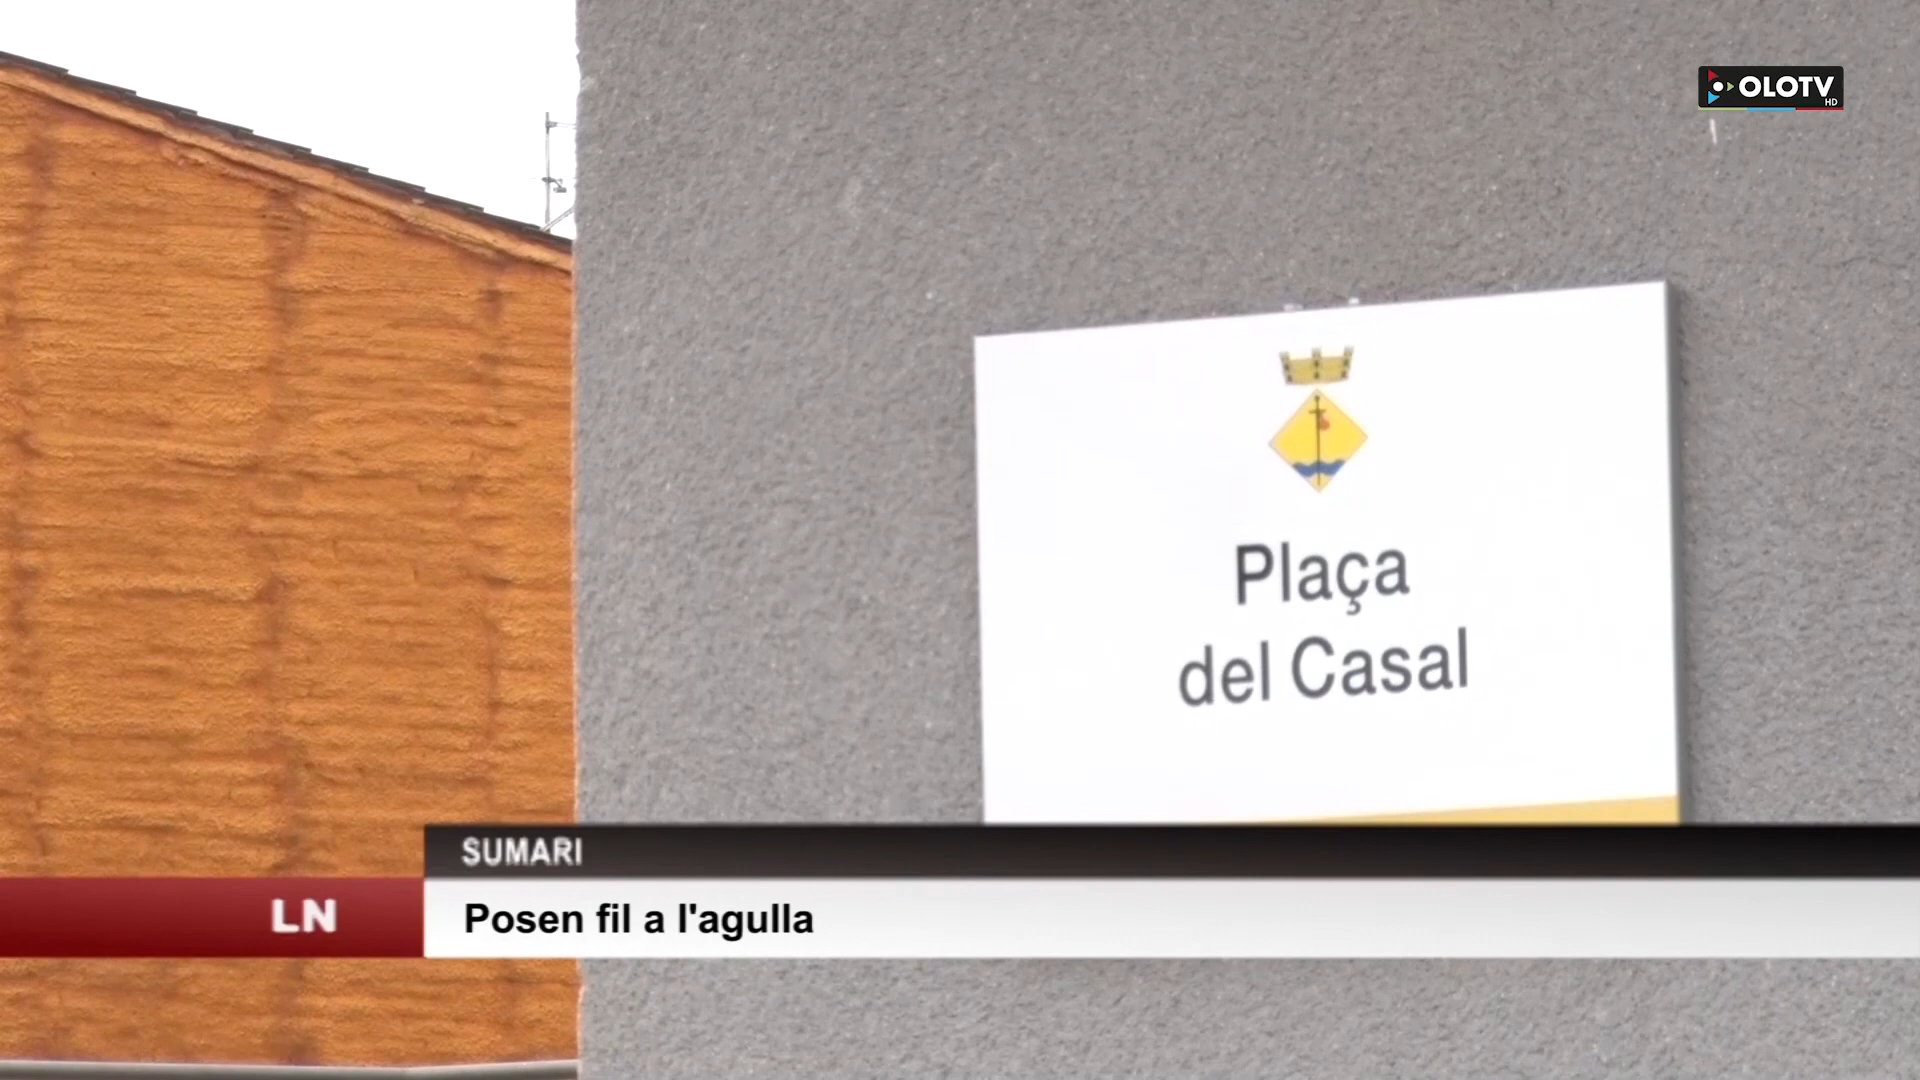 OLOTV
HD
Plaça
del Casal
SUMARI
LN
Posen fil a l'agulla